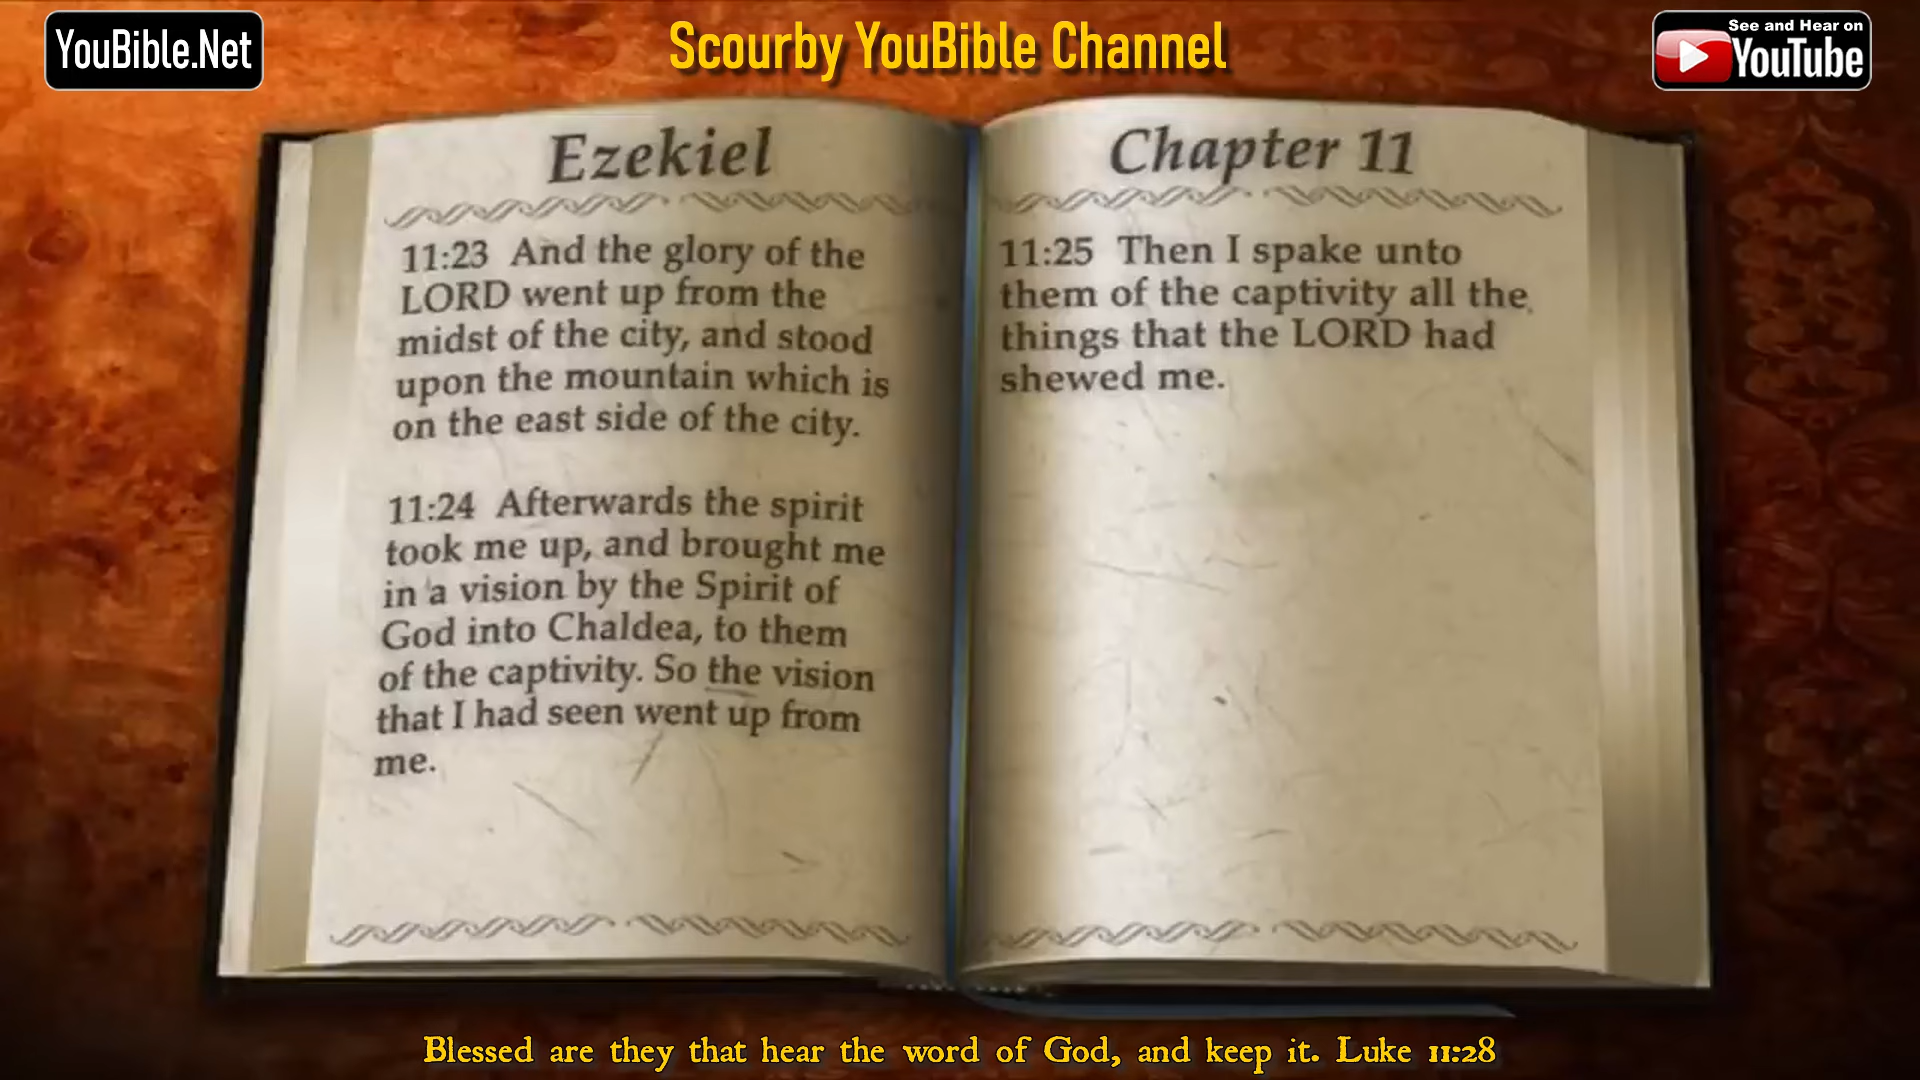 YouBible.Net
Scourby YouBible Channel
See and Hear on
YouTube
Ezekiel
11:23 And the glory of the
LORD went up from the
midst of the city, and stood
upon the mountain which is
on the east side of the city.
11:24 Afterwards the spirit
took me up, and brought me
in a vision by the Spirit of
God into Chaldea, to them
of the captivity. So the vision
that I had seen went up from
me.
Chapter 11
11:25 Then I spake unto
them of the captivity all the
things that the LORD had
shewed me.
Blessed are they that hear the word of God, and keep it. Luke 11:28